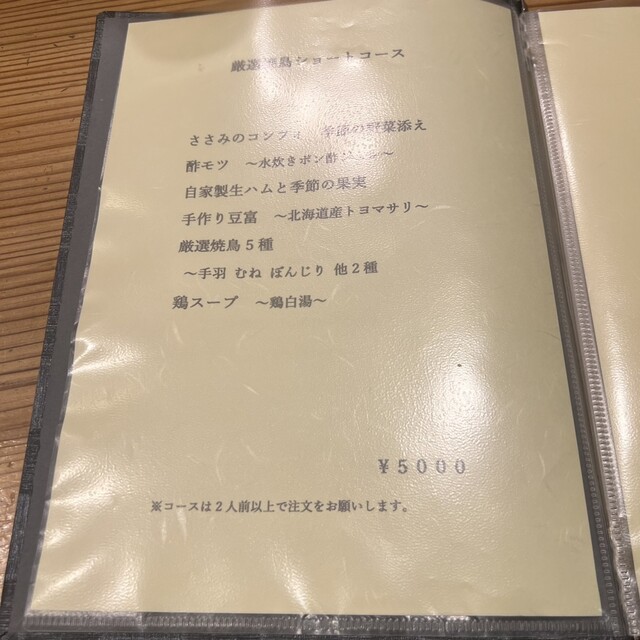 厳選焼鳥ショートコース
ささみのコンフィ 季節の野菜添え
酢モツ ～水炊きポン酢
自家製生ハムと季節の果実
手作り豆富 ～北海道産トヨマサリ～
厳選焼鳥５種
～手羽 むね ぼんじり 他２種
鶏スープ ～鶏白湯～
￥５０００
※コースは２人前以上で注文をお願いします。